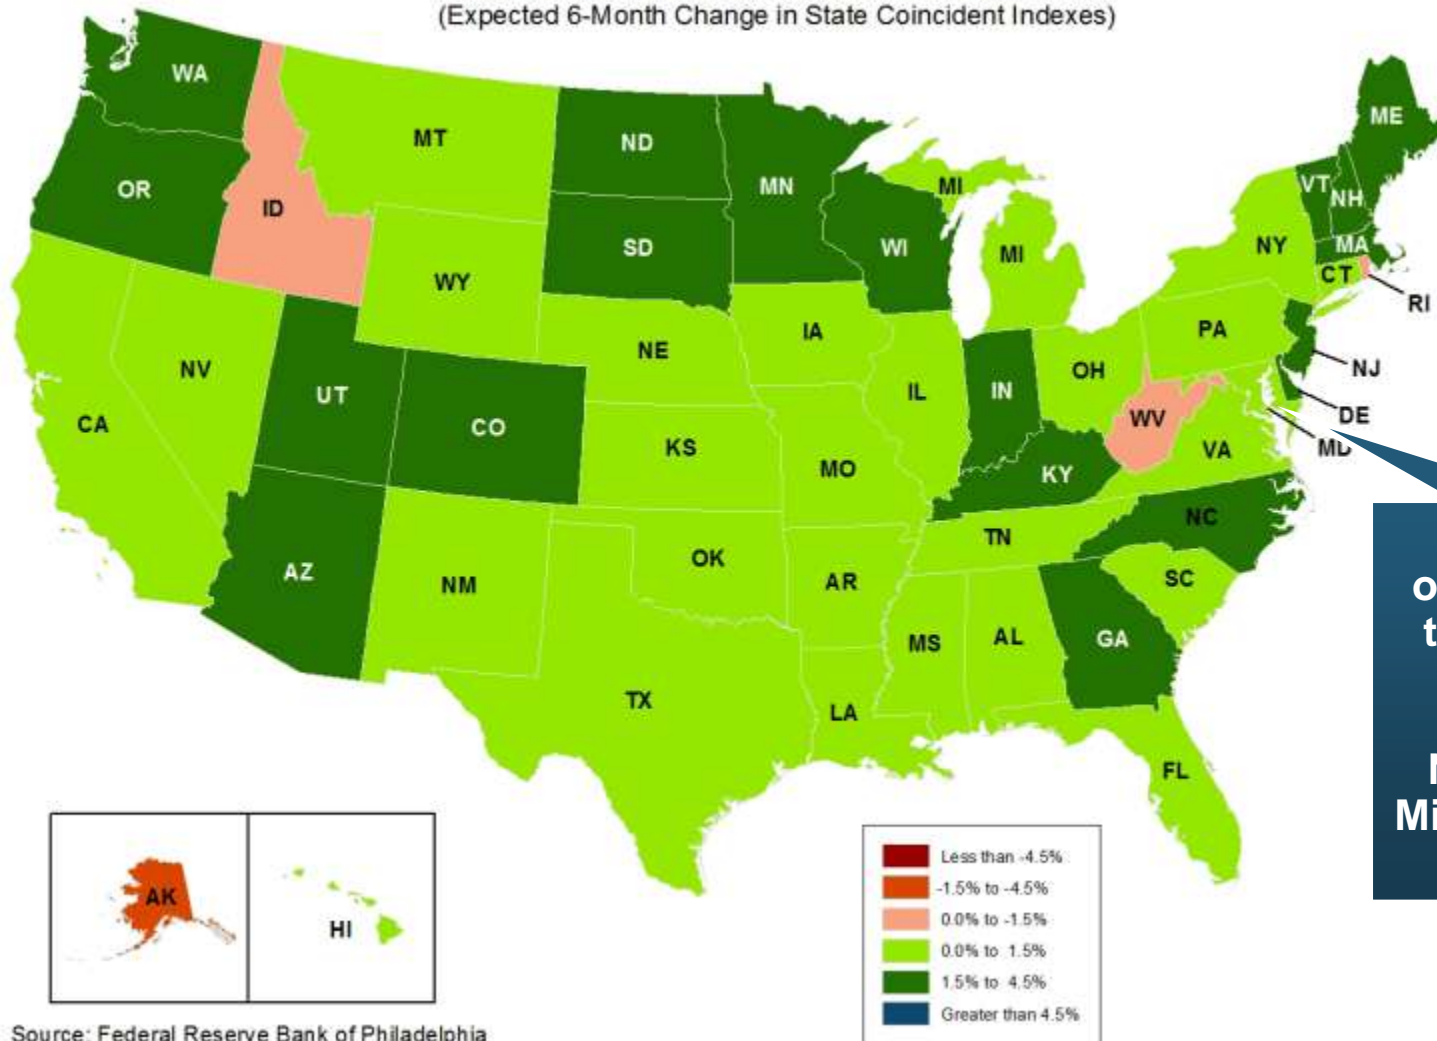 (Expected 6-Month Change in State Coincident Indexes)
WA
MT
ND
MN
ME
OR
ID
SD
WI
MI
VT
NH
WY
MI
NY
MA
CT
RI
NV
NE
IA
PA
NJ
CA
UT
CO
KS
MO
IL
IN
OH
WV
VA
DE
MD
KY
AZ
NM
OK
AR
TN
NC
SC
TX
LA
MS
AL
GA
FL
AK
HI
Less than -4.5%
-1.5% to -4.5%
0.0% to -1.5%
0.0% to 1.5%
1.5% to 4.5%
Greater than 4.5%
Source: Federal Reserve Bank of Philadelphia